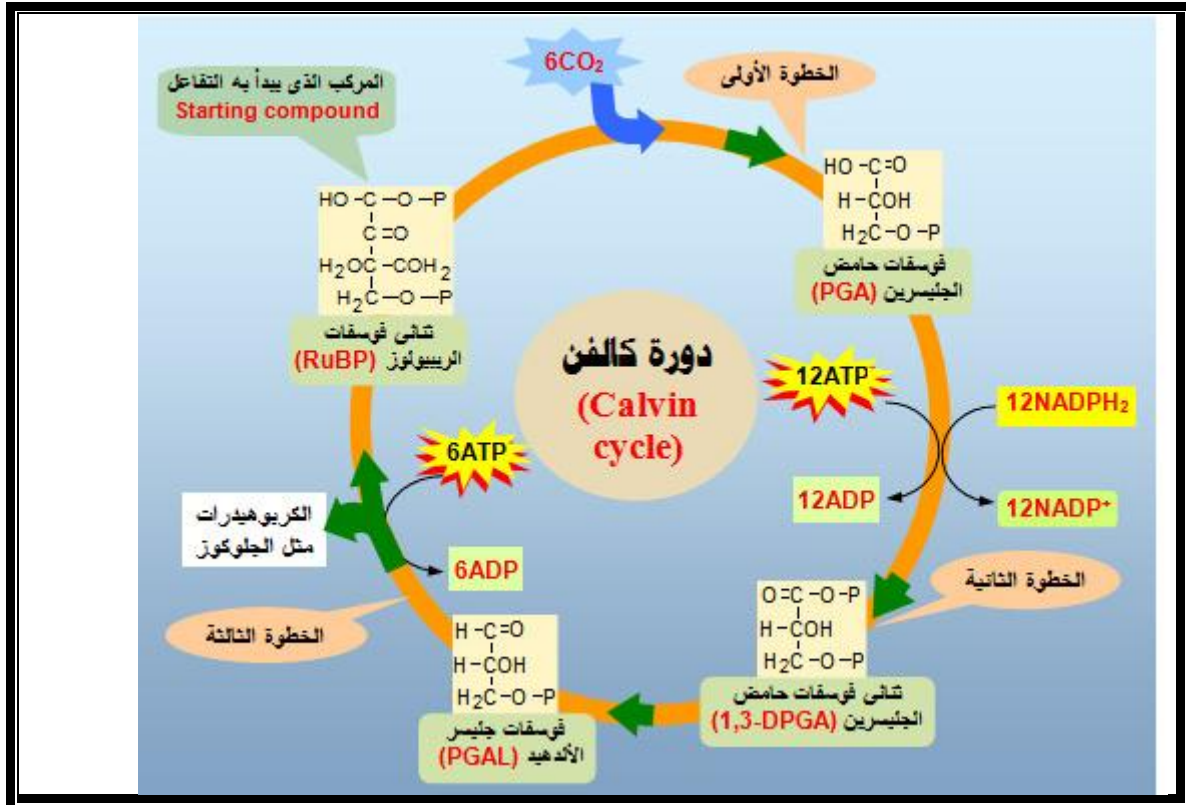 6CO₂
الخطوة الأولى
المركب الذى يبدأ به التفاعل
Starting compound
HO -C=O
H -COH
H₂C -O -P
فوسفات حامض
الجليسرين (PGA)
HO -C -O -P
C=O
H₂OC -COH₂
H₂C -O -P
ثنائى فوسفات
الريبيولوز (RuBP)
دورة كالفن
(Calvin
cycle)
12ATP
12NADPH₂
12ADP
12NADP⁺
6ATP
6ADP
الكربوهيدرات
مثل الجلوكوز
الخطوة الثانية
O=C -O -P
H -COH
H₂C -O -P
ثنائى فوسفات حامض
الجليسرين (1,3-DPGA)
الخطوة الثالثة
H -C=O
H -COH
H₂C -O -P
فوسفات جليسر
الألدهيد (PGAL)